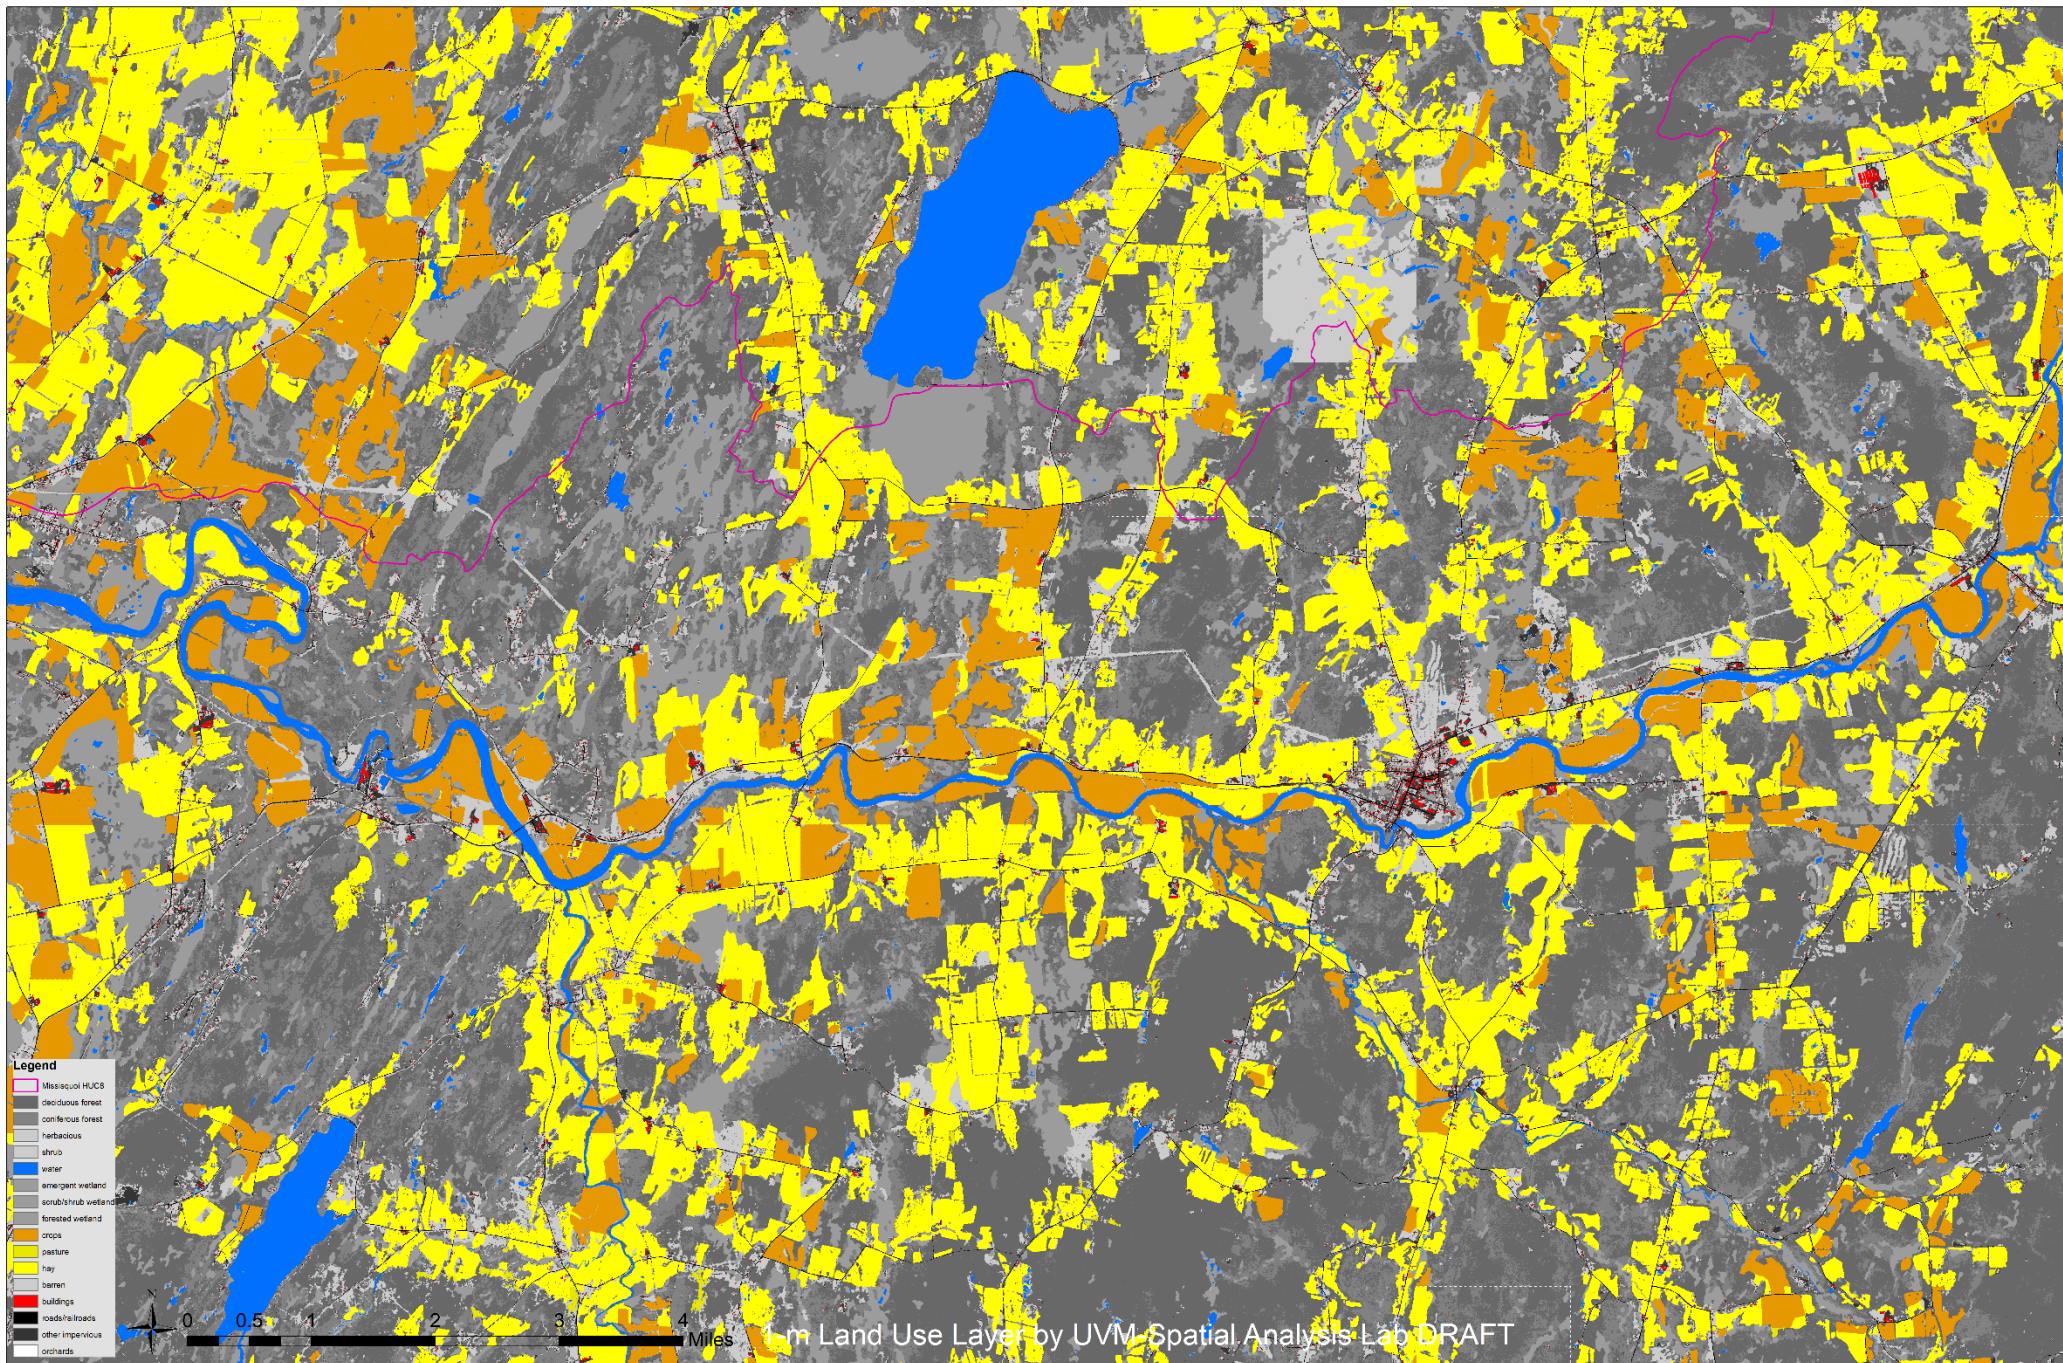 Text
Legend
Missisquoi HUC8
deciduous forest
coniferous forest
herbacious
shrub
water
emergent wetland
scrub/shrub wetland
forested wetland
crops
pasture
hay
barren
buildings
roads/railroads
other impervious
orchards
N
0 0.5 1 2 3 4
Miles
1-m Land Use Layer by UVM-Spatial Analysis Lab DRAFT